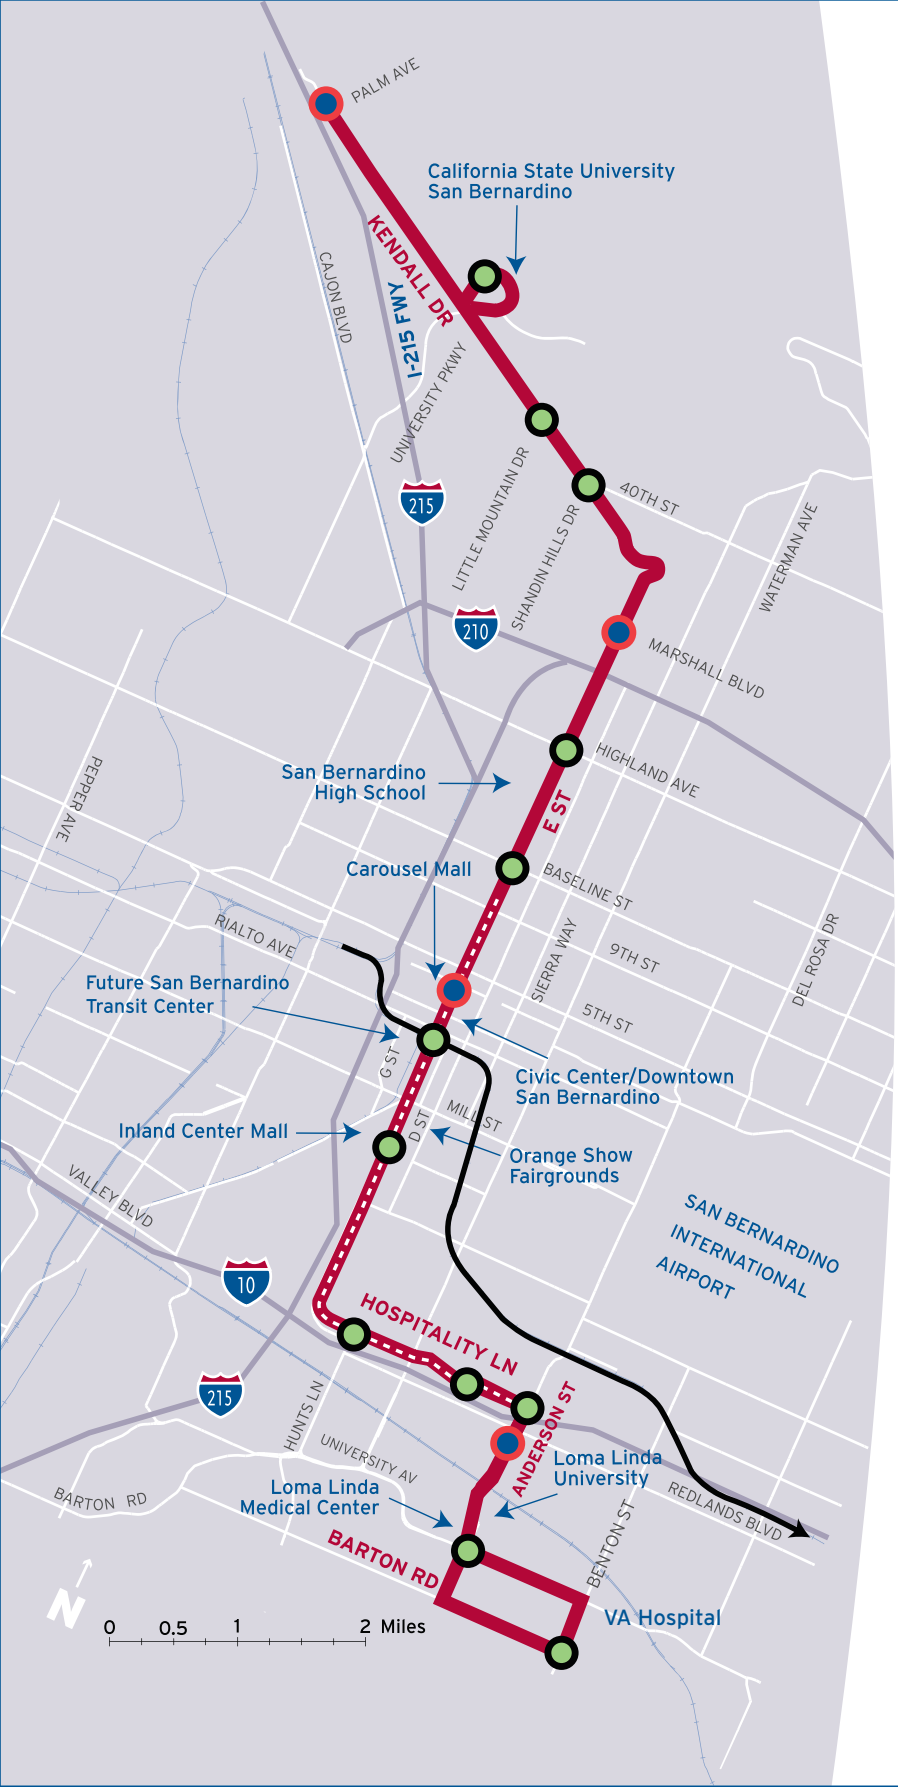 PALM AVE
California State University
San Bernardino
KENDALL DR
CAJON BLVD
I-215 FWY
UNIVERSITY PKWY
LITTLE MOUNTAIN DR
215
40TH ST
SHANDIN HILLS DR
WATERMAN AVE
210
MARSHALL BLVD
HIGHLAND AVE
San Bernardino
High School
PEPPER AVE
E ST
Carousel Mall
BASELINE ST
RIALTO AVE
SIERRA WAY
9TH ST
DEL ROSA DR
Future San Bernardino
Transit Center
5TH ST
G ST
Civic Center/Downtown
San Bernardino
Inland Center Mall
D ST
MILL ST
Orange Show
Fairgrounds
VALLEY BLVD
SAN BERNARDINO
INTERNATIONAL
AIRPORT
10
HOSPITALITY LN
215
HUNTS LN
ANDERSON ST
UNIVERSITY AV
Loma Linda
University
Loma Linda
Medical Center
BARTON RD
REDLANDS BLVD
BARTON RD
BENTON ST
N
VA Hospital
0 0.5 1 2 Miles